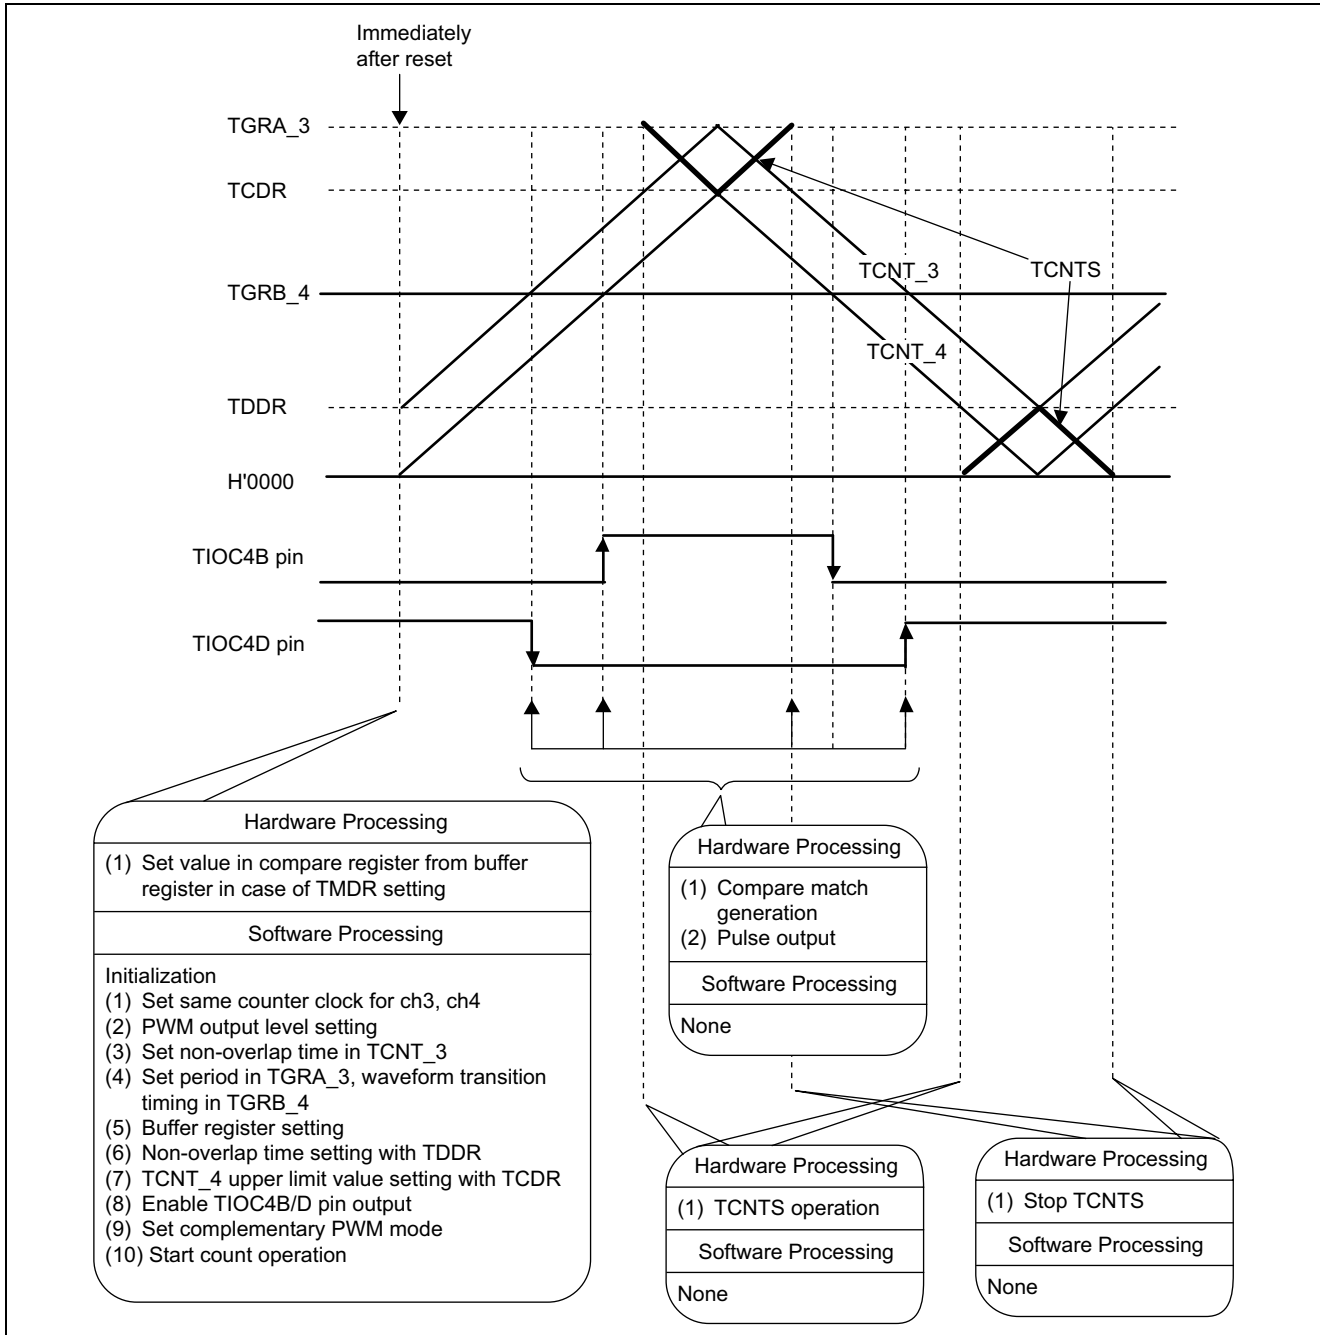 Immediately
after reset
TGRA_3
TCDR
TCNT_3
TCNTS
TGRB_4
TCNT_4
TDDR
H'0000
TIOC4B pin
TIOC4D pin
Hardware Processing
(1) Set value in compare register from buffer
register in case of TMDR setting
Software Processing
Initialization
(1) Set same counter clock for ch3, ch4
(2) PWM output level setting
(3) Set non-overlap time in TCNT_3
(4) Set period in TGRA_3, waveform transition
timing in TGRB_4
(5) Buffer register setting
(6) Non-overlap time setting with TDDR
(7) TCNT_4 upper limit value setting with TCDR
(8) Enable TIOC4B/D pin output
(9) Set complementary PWM mode
(10) Start count operation
Hardware Processing
(1) Compare match
generation
(2) Pulse output
Software Processing
None
Hardware Processing
(1) TCNTS operation
Software Processing
None
Hardware Processing
(1) Stop TCNTS
Software Processing
None